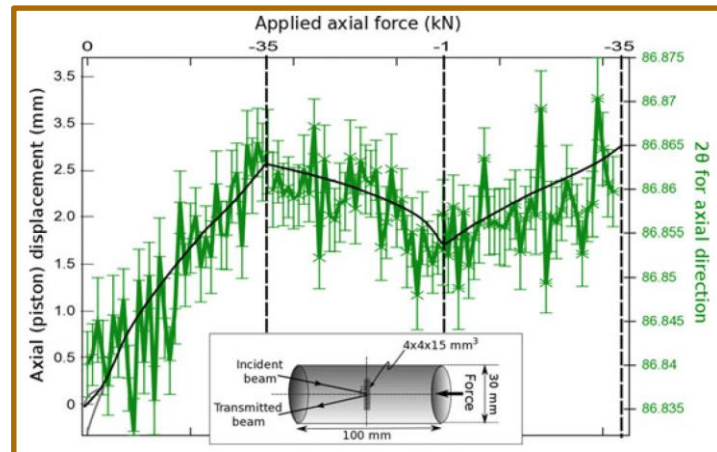 Applied axial force (kN)
0 -35 -1 -35
Axial (piston) displacement (mm)
3.5
3.5
2.5
2.0
1.5
1.0
0.5
0
86.875
86.87
86.865
86.86
86.855
86.85
86.845
86.84
86.835
2θ for axial direction
4x4x15 mm³
Incident
beam
Transmitted
beam
Force
30 mm
100 mm